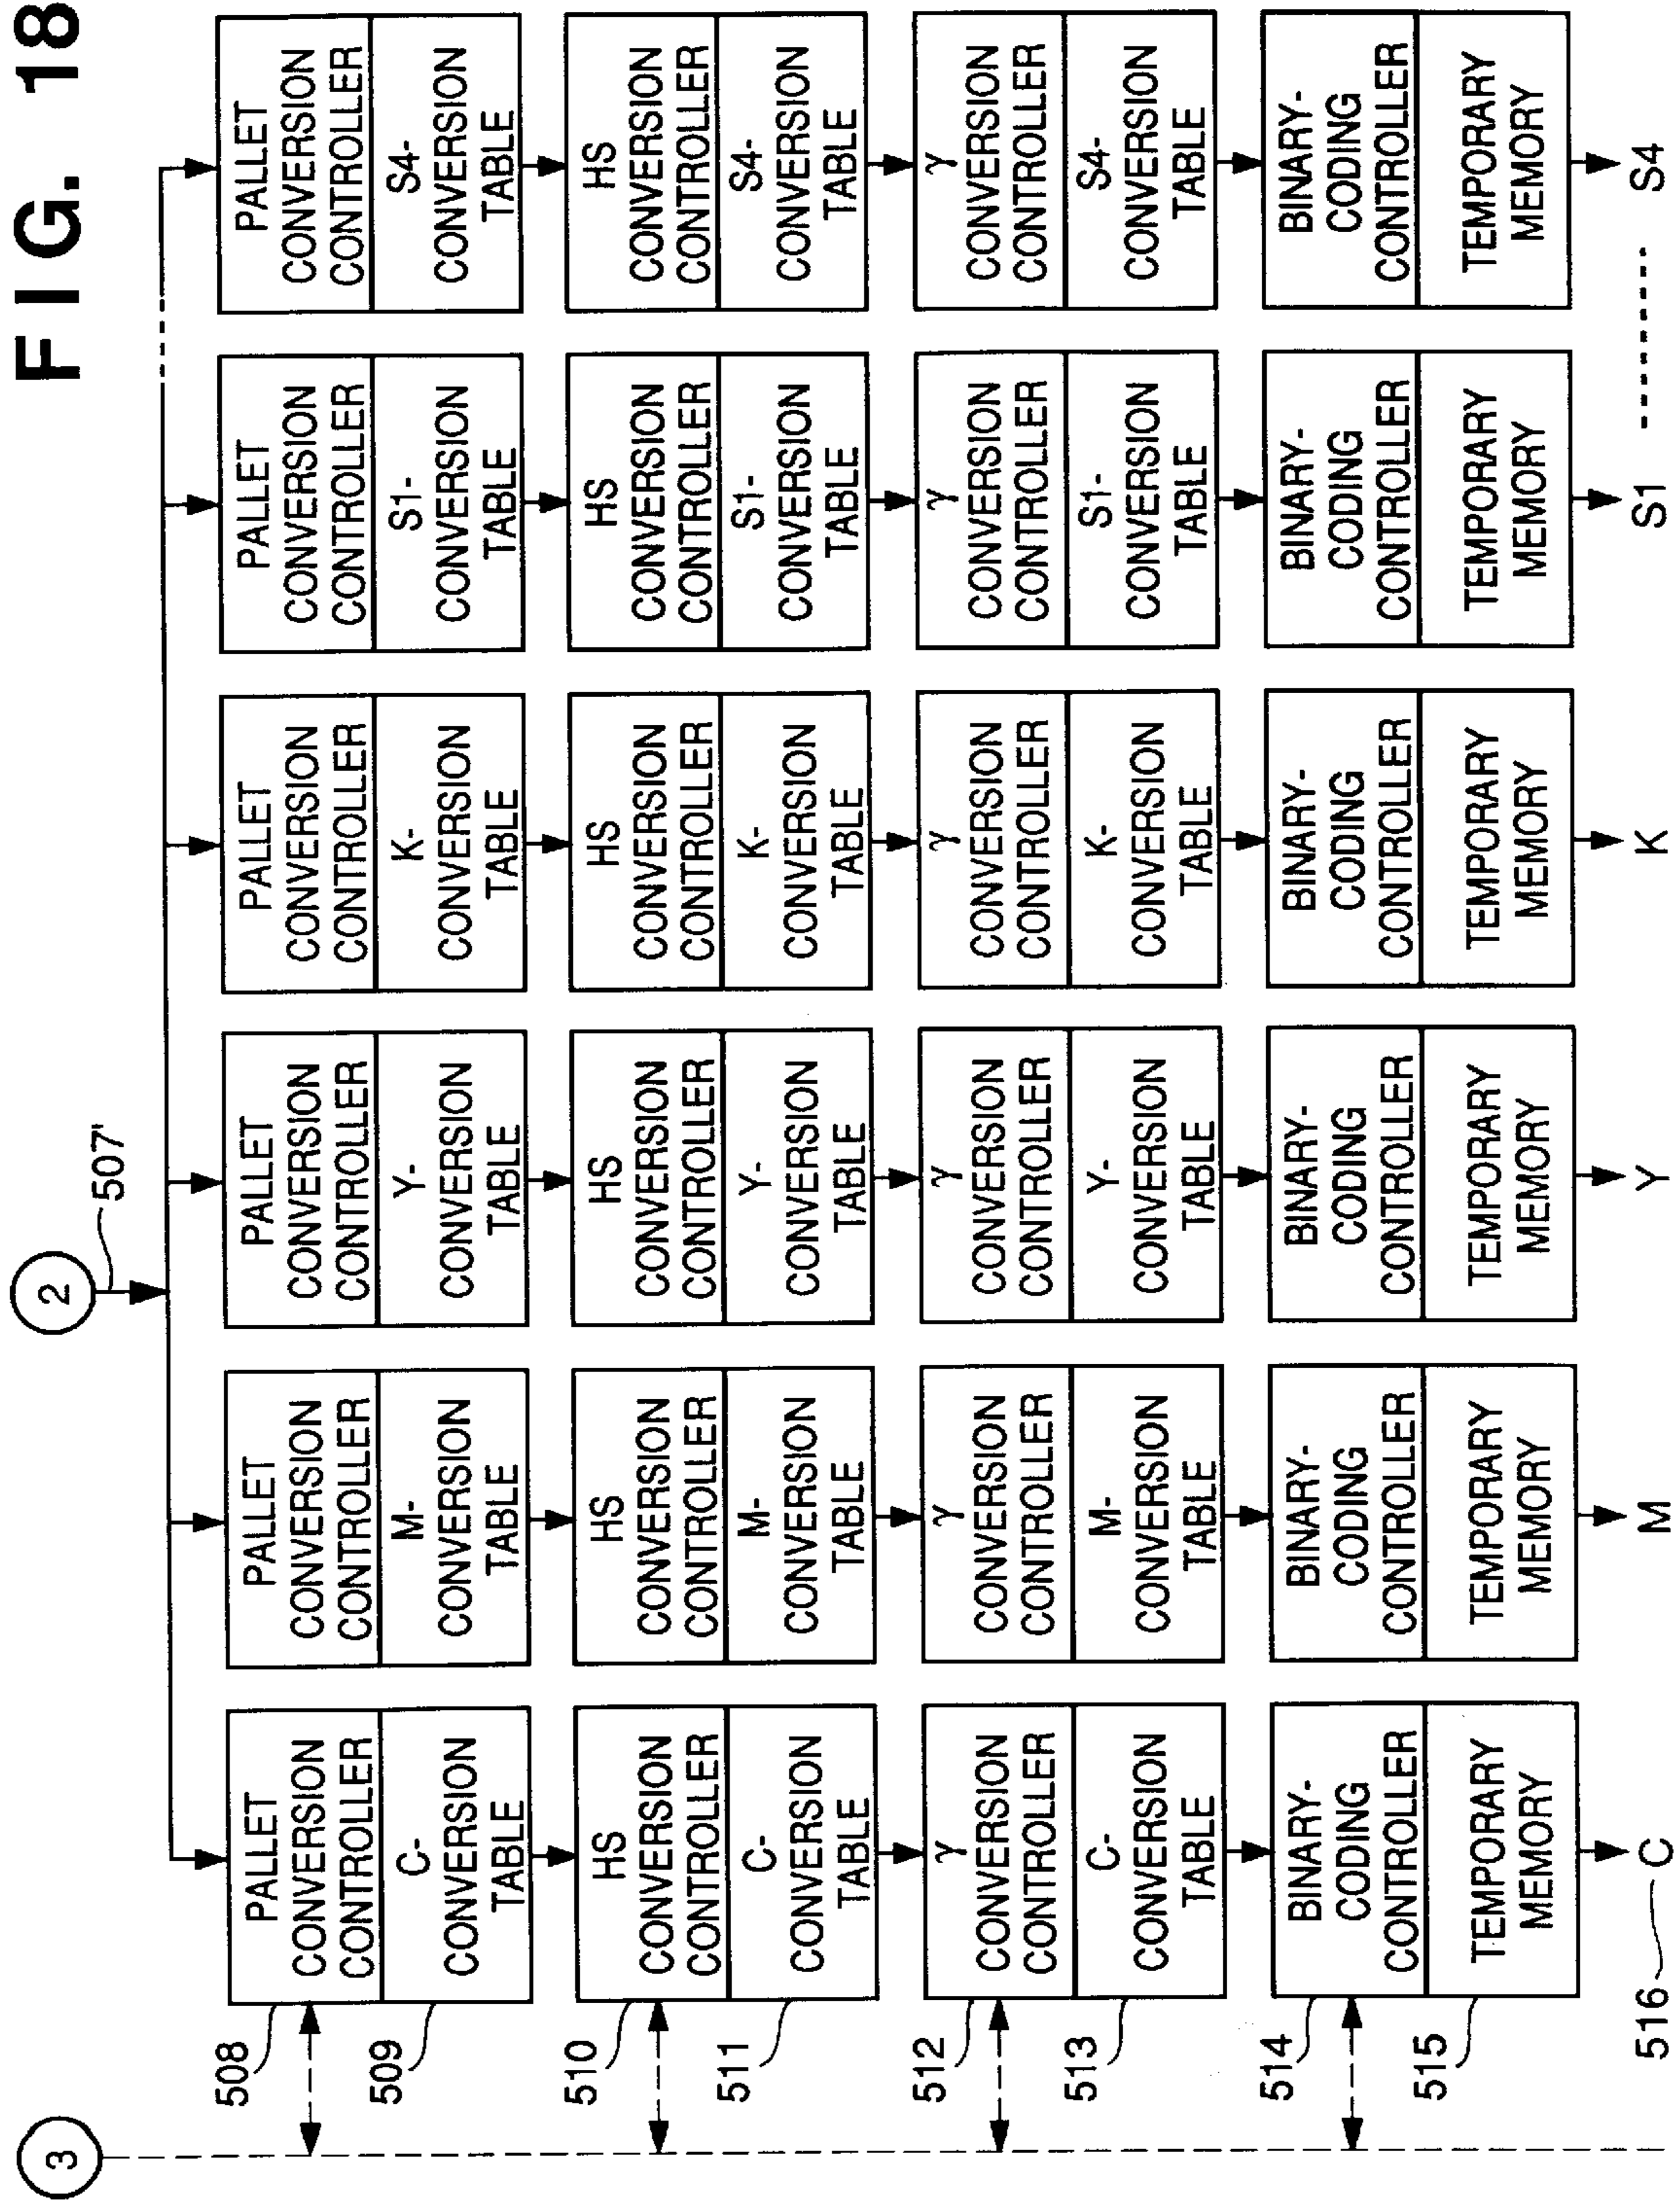 FIG. 18
2
507'
3
508
PALLET
CONVERSION
CONTROLLER
PALLET
CONVERSION
CONTROLLER
PALLET
CONVERSION
CONTROLLER
PALLET
CONVERSION
CONTROLLER
PALLET
CONVERSION
CONTROLLER
PALLET
CONVERSION
CONTROLLER
509
C-
CONVERSION
TABLE
M-
CONVERSION
TABLE
Y-
CONVERSION
TABLE
K-
CONVERSION
TABLE
S1-
CONVERSION
TABLE
S4-
CONVERSION
TABLE
510
HS
CONVERSION
CONTROLLER
HS
CONVERSION
CONTROLLER
HS
CONVERSION
CONTROLLER
HS
CONVERSION
CONTROLLER
HS
CONVERSION
CONTROLLER
HS
CONVERSION
CONTROLLER
511
C-
CONVERSION
TABLE
M-
CONVERSION
TABLE
Y-
CONVERSION
TABLE
K-
CONVERSION
TABLE
S1-
CONVERSION
TABLE
S4-
CONVERSION
TABLE
512
γ
CONVERSION
CONTROLLER
γ
CONVERSION
CONTROLLER
γ
CONVERSION
CONTROLLER
γ
CONVERSION
CONTROLLER
γ
CONVERSION
CONTROLLER
γ
CONVERSION
CONTROLLER
513
C-
CONVERSION
TABLE
M-
CONVERSION
TABLE
Y-
CONVERSION
TABLE
K-
CONVERSION
TABLE
S1-
CONVERSION
TABLE
S4-
CONVERSION
TABLE
514
BINARY-
CODING
CONTROLLER
BINARY-
CODING
CONTROLLER
BINARY-
CODING
CONTROLLER
BINARY-
CODING
CONTROLLER
BINARY-
CODING
CONTROLLER
BINARY-
CODING
CONTROLLER
515
TEMPORARY
MEMORY
TEMPORARY
MEMORY
TEMPORARY
MEMORY
TEMPORARY
MEMORY
TEMPORARY
MEMORY
TEMPORARY
MEMORY
516
C
M
Y
K
S1
S4